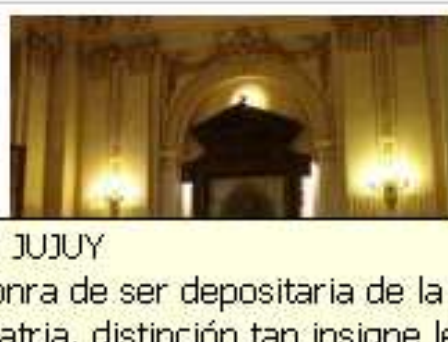 JUJUY
onra de ser depositaria de la
atria, distinción tan insigne le